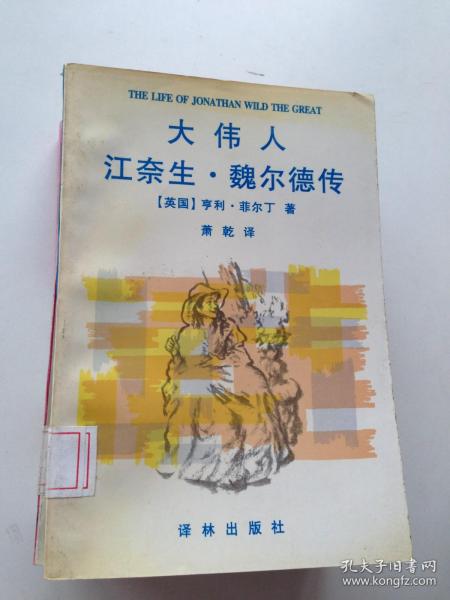 THE LIFE OF JONATHAN WILD THE GREAT
大伟人
江奈生·魏尔德传
【英国】亨利·菲尔丁 著
萧乾 译
译林出版社
孔夫子旧书网
www.kongfz.com